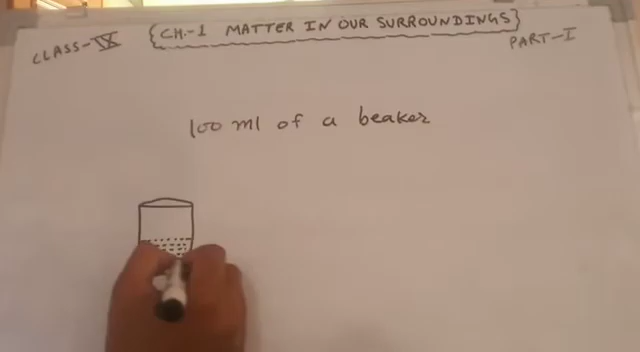 CLASS-IX {CH.-1 MATTER IN OUR SURROUNDINGS} PART-I
100 ml of a beaker